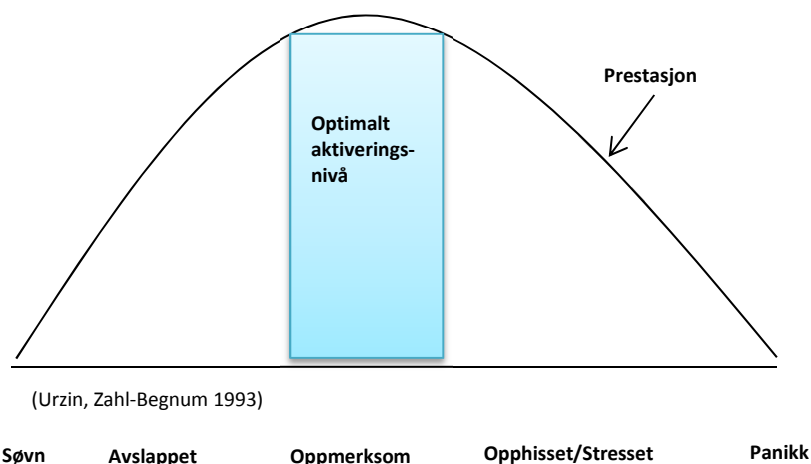 Prestasjon
Optimalt
aktiverings-
nivå
(Urzin, Zahl-Begnum 1993)
Søvn Avslappet Oppmerksom Opphisset/Stresset Panikk